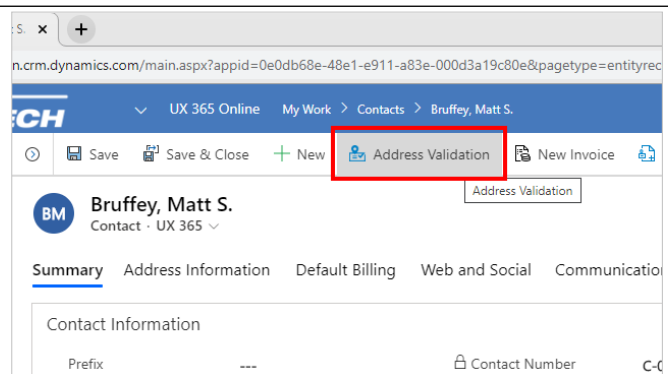 S. × +
n.crm.dynamics.com/main.aspx?appid=0e0db68e-48e1-e911-a83e-000d3a19c80e&pagetype=entityrec
CH UX 365 Online My Work > Contacts > Bruffey, Matt S.
Save Save & Close + New Address Validation New Invoice
Address Validation
BM Bruffey, Matt S.
Contact · UX 365
Summary Address Information Default Billing Web and Social Communicatio
Contact Information
Prefix --- Contact Number C-0